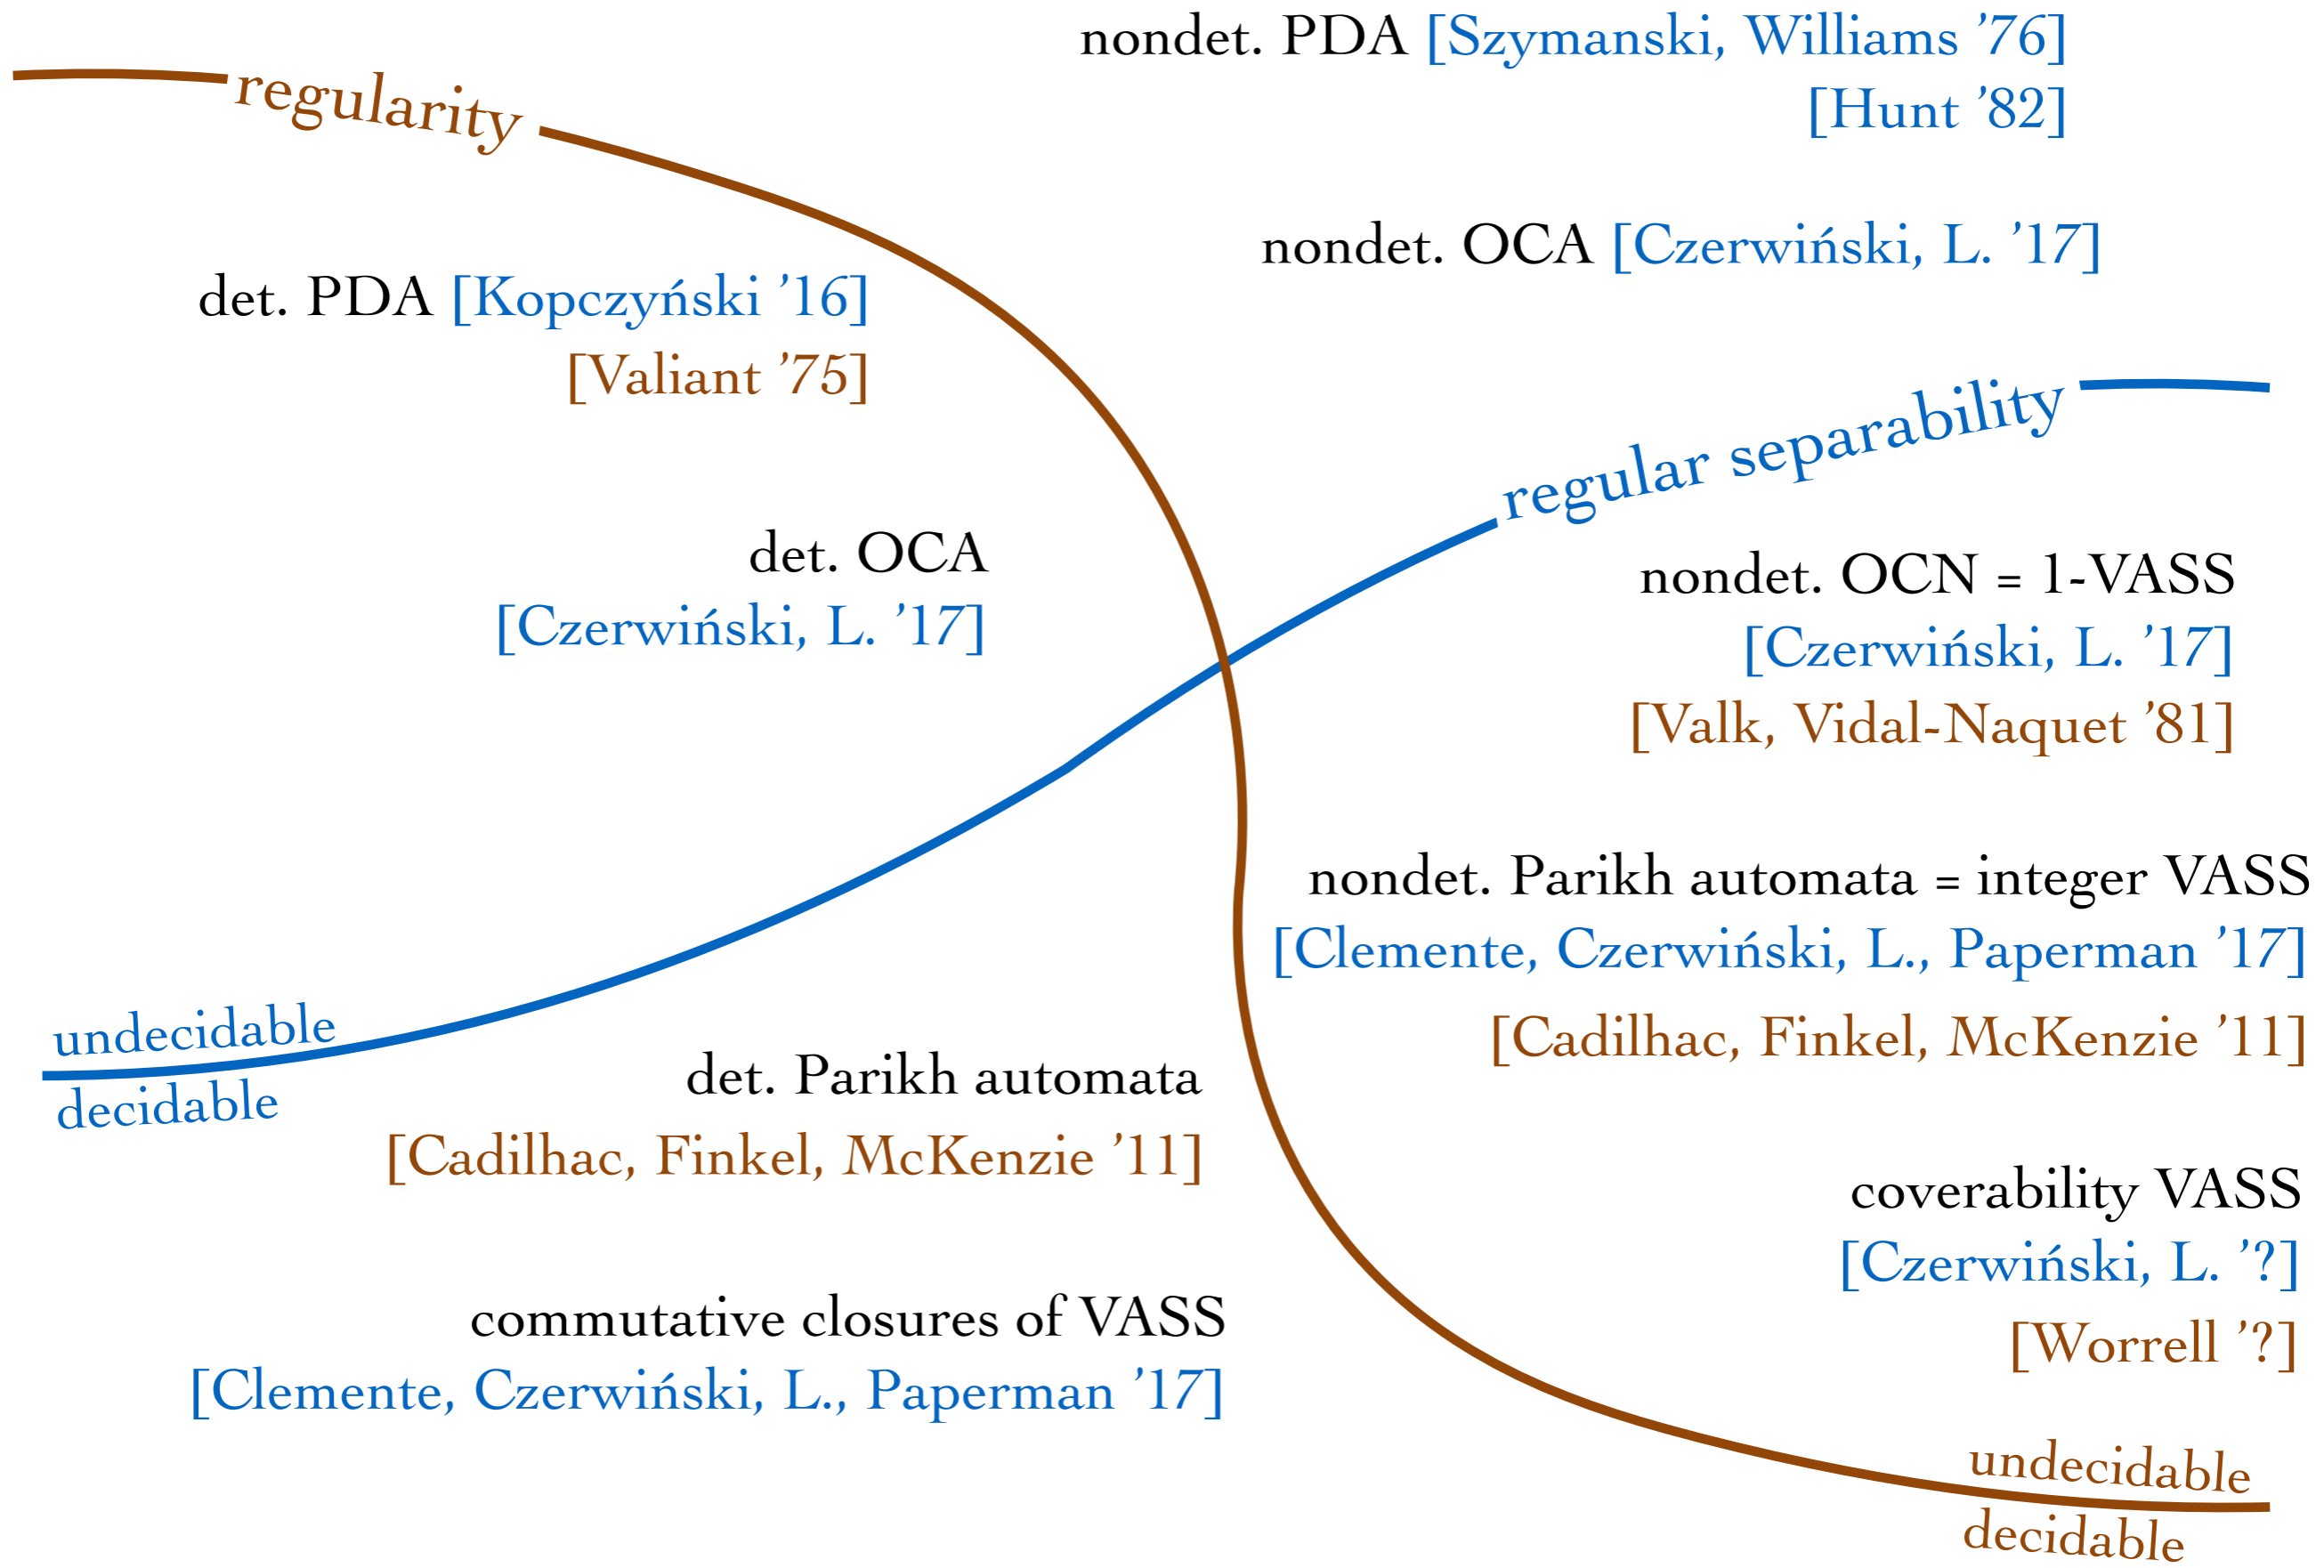 nondet. PDA [Szymanski, Williams ’76]
[Hunt ’82]
regularity
nondet. OCA [Czerwiński, L. ’17]
det. PDA [Kopczyński ’16]
[Valiant ’75]
regular separability
det. OCA
[Czerwiński, L. ’17]
nondet. OCN = 1-VASS
[Czerwiński, L. ’17]
[Valk, Vidal-Naquet ’81]
nondet. Parikh automata = integer VASS
[Clemente, Czerwiński, L., Paperman ’17]
[Cadilhac, Finkel, McKenzie ’11]
undecidable
decidable
det. Parikh automata
[Cadilhac, Finkel, McKenzie ’11]
coverability VASS
[Czerwiński, L. ’?]
[Worrell ’?]
commutative closures of VASS
[Clemente, Czerwiński, L., Paperman ’17]
undecidable
decidable